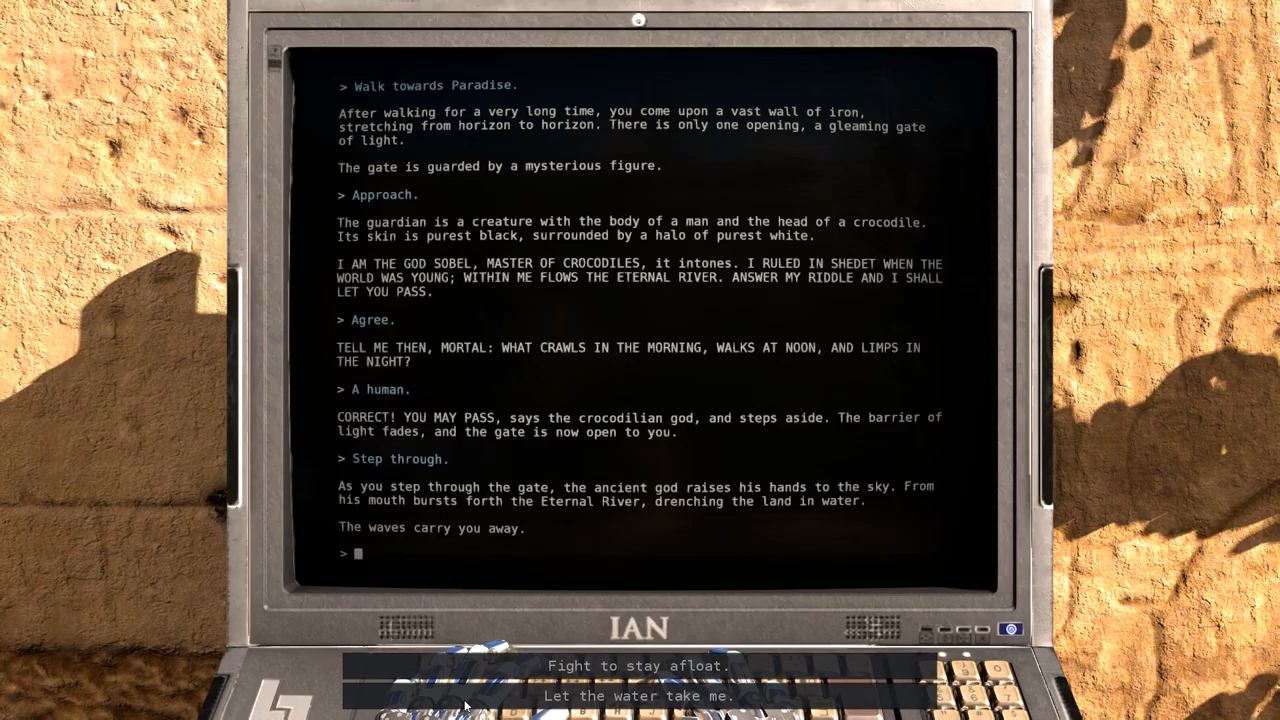 > Walk towards Paradise.
After walking for a very long time, you come upon a vast wall of iron,
stretching from horizon to horizon. There is only one opening, a gleaming gate
of light.
The gate is guarded by a mysterious figure.
> Approach.
The guardian is a creature with the body of a man and the head of a crocodile.
Its skin is purest black, surrounded by a halo of purest white.
I AM THE GOD SOBEL, MASTER OF CROCODILES, it intones. I RULED IN SHEDET WHEN THE
WORLD WAS YOUNG; WITHIN ME FLOWS THE ETERNAL RIVER. ANSWER MY RIDDLE AND I SHALL
LET YOU PASS.
> Agree.
TELL ME THEN, MORTAL: WHAT CRAWLS IN THE MORNING, WALKS AT NOON, AND LIMPS IN
THE NIGHT?
> A human.
CORRECT! YOU MAY PASS, says the crocodilian god, and steps aside. The barrier of
light fades, and the gate is now open to you.
> Step through.
As you step through the gate, the ancient god raises his hands to the sky. From
his mouth bursts forth the Eternal River, drenching the land in water.
The waves carry you away.
>
IAN
Fight to stay afloat.
Let the water take me.